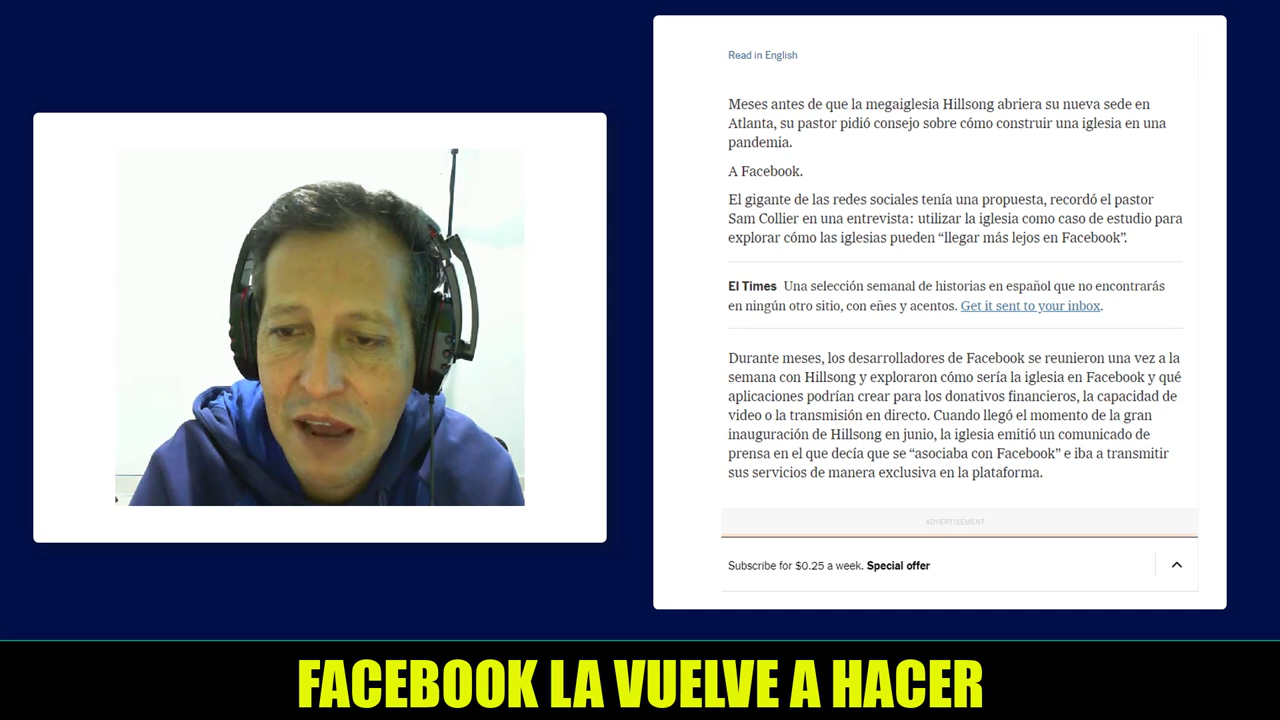 Read in English
Meses antes de que la megaiglesia Hillsong abriera su nueva sede en
Atlanta, su pastor pidió consejo sobre cómo construir una iglesia en una
pandemia.
A Facebook.
El gigante de las redes sociales tenía una propuesta, recordó el pastor
Sam Collier en una entrevista: utilizar la iglesia como caso de estudio para
explorar cómo las iglesias pueden “llegar más lejos en Facebook”.
El Times Una selección semanal de historias en español que no encontrarás
en ningún otro sitio, con eñes y acentos. Get it sent to your inbox.
Durante meses, los desarrolladores de Facebook se reunieron una vez a la
semana con Hillsong y exploraron cómo sería la iglesia en Facebook y qué
aplicaciones podrían crear para los donativos financieros, la capacidad de
video o la transmisión en directo. Cuando llegó el momento de la gran
inauguración de Hillsong en junio, la iglesia emitió un comunicado de
prensa en el que decía que se “asociaba con Facebook” e iba a transmitir
sus servicios de manera exclusiva en la plataforma.
ADVERTISEMENT
Subscribe for $0.25 a week. Special offer
FACEBOOK LA VUELVE A HACER